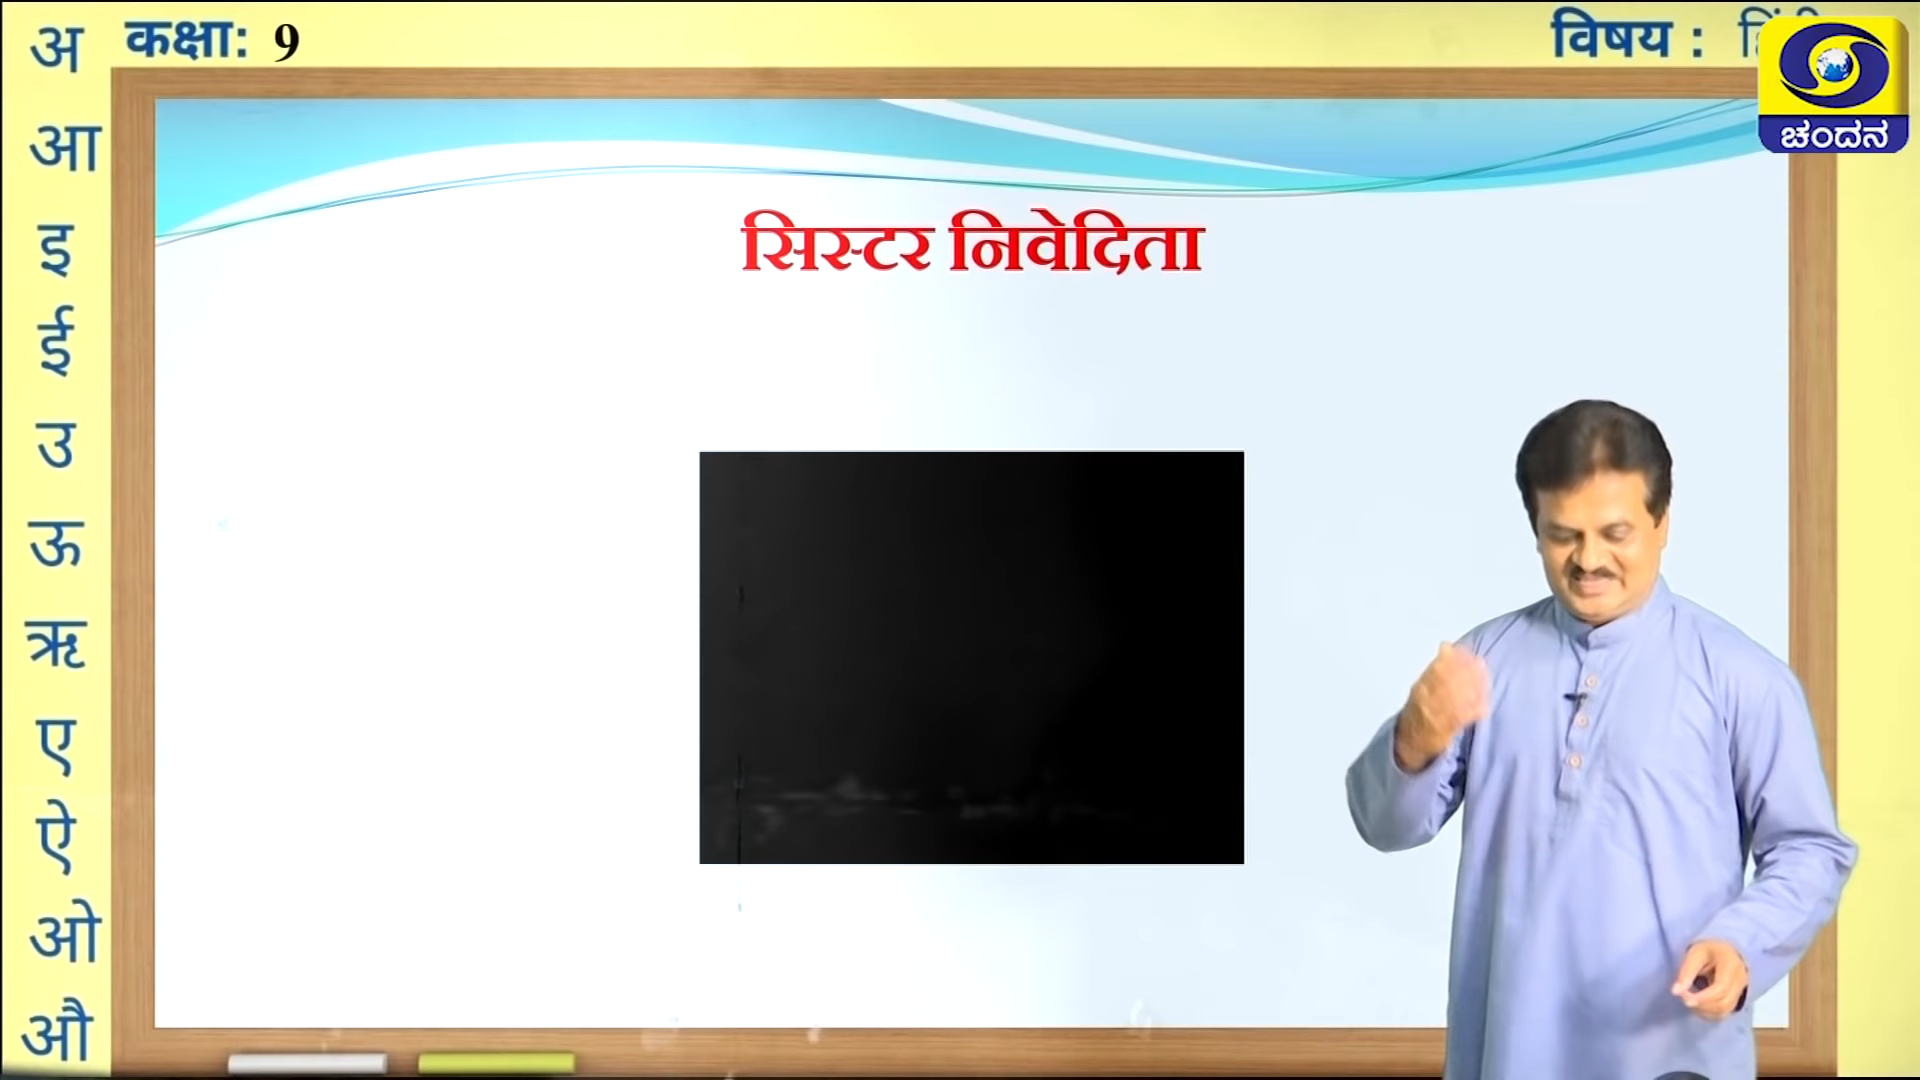 कक्षा: 9
विषय :
ಚಂದನ
सिस्टर निवेदिता
अ
आ
इ
ई
उ
ऊ
ऋ
ए
ऐ
ओ
औ